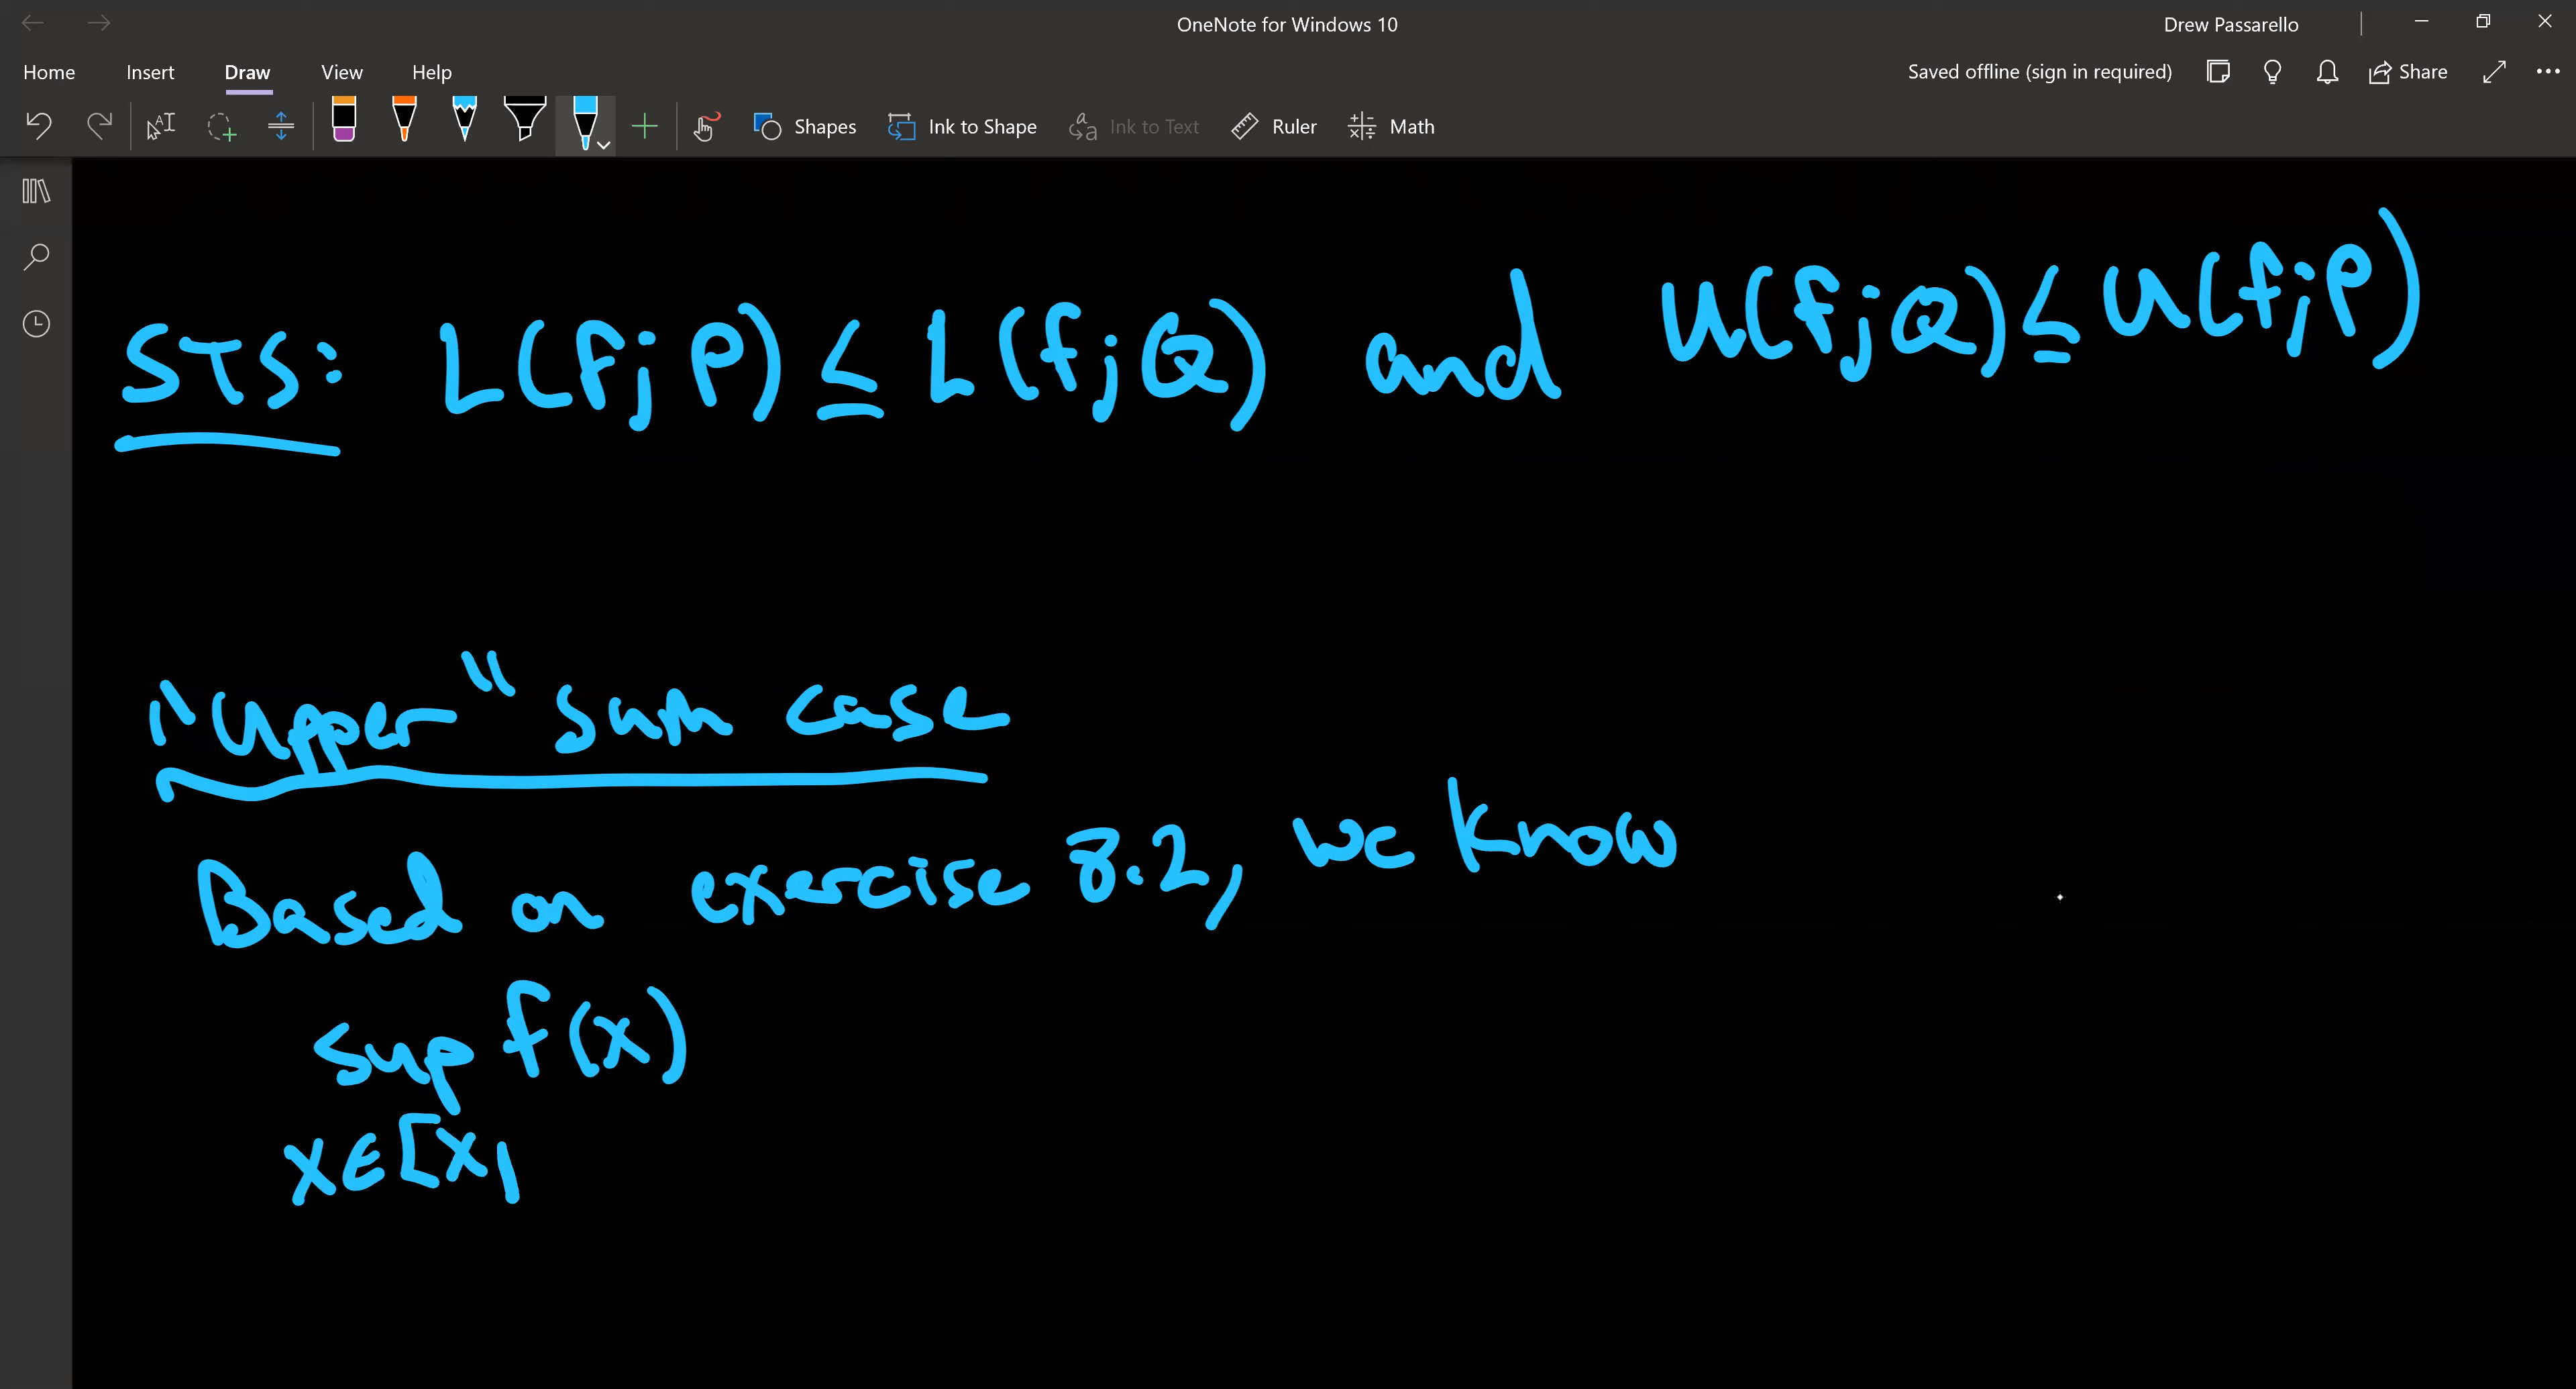 OneNote for Windows 10
Drew Passarello
Home Insert Draw View Help
Saved offline (sign in required)
Share
Shapes Ink to Shape Ink to Text Ruler Math
STS: L(f;P) ≤ L(f;Q) and U(f;Q) ≤ U(f;P)
"Upper" sum case
Based on exercise 8.2, we know
sup f(x)
x∈[x,